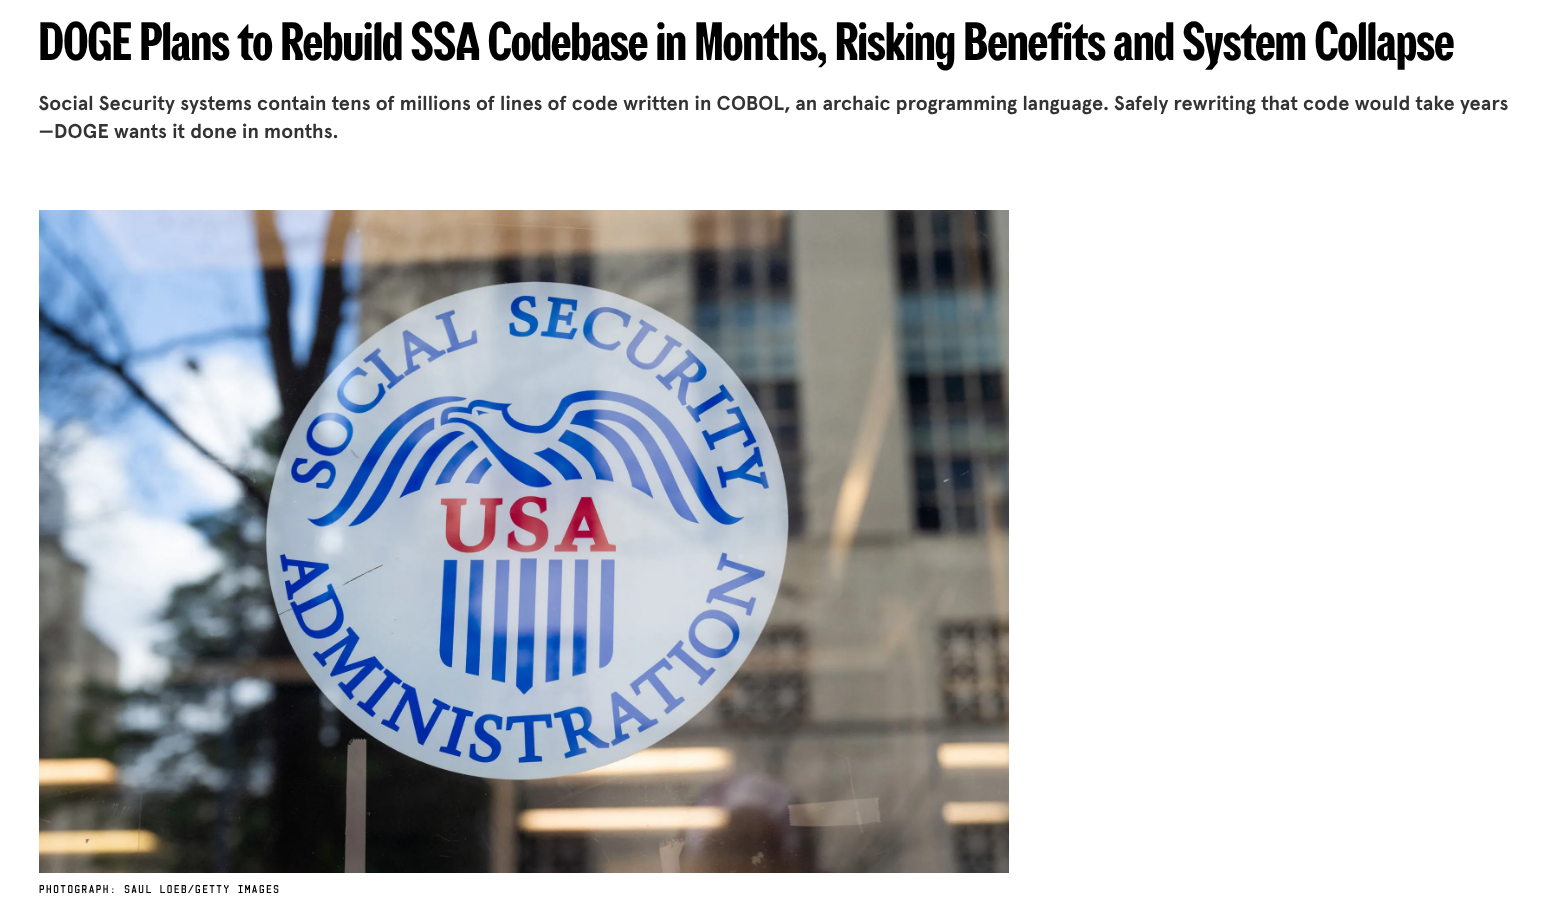 DOGE Plans to Rebuild SSA Codebase in Months, Risking Benefits and System Collapse
Social Security systems contain tens of millions of lines of code written in COBOL, an archaic programming language. Safely rewriting that code would take years
—DOGE wants it done in months.
SOCIAL SECURITY
USA
ADMINISTRATION
PHOTOGRAPH: SAUL LOEB/GETTY IMAGES